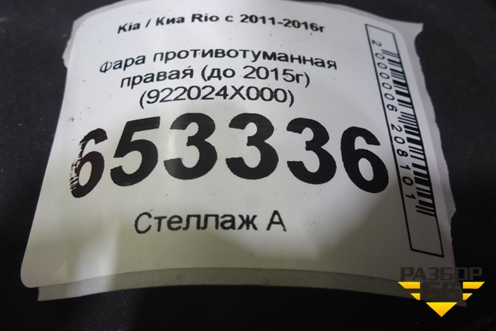 Kia / Киа Rio с 2011-2016г
Фара противотуманная
правая (до 2015г)
(922024X000)
653336
Стеллаж А
2000006208101
РАЗБОР